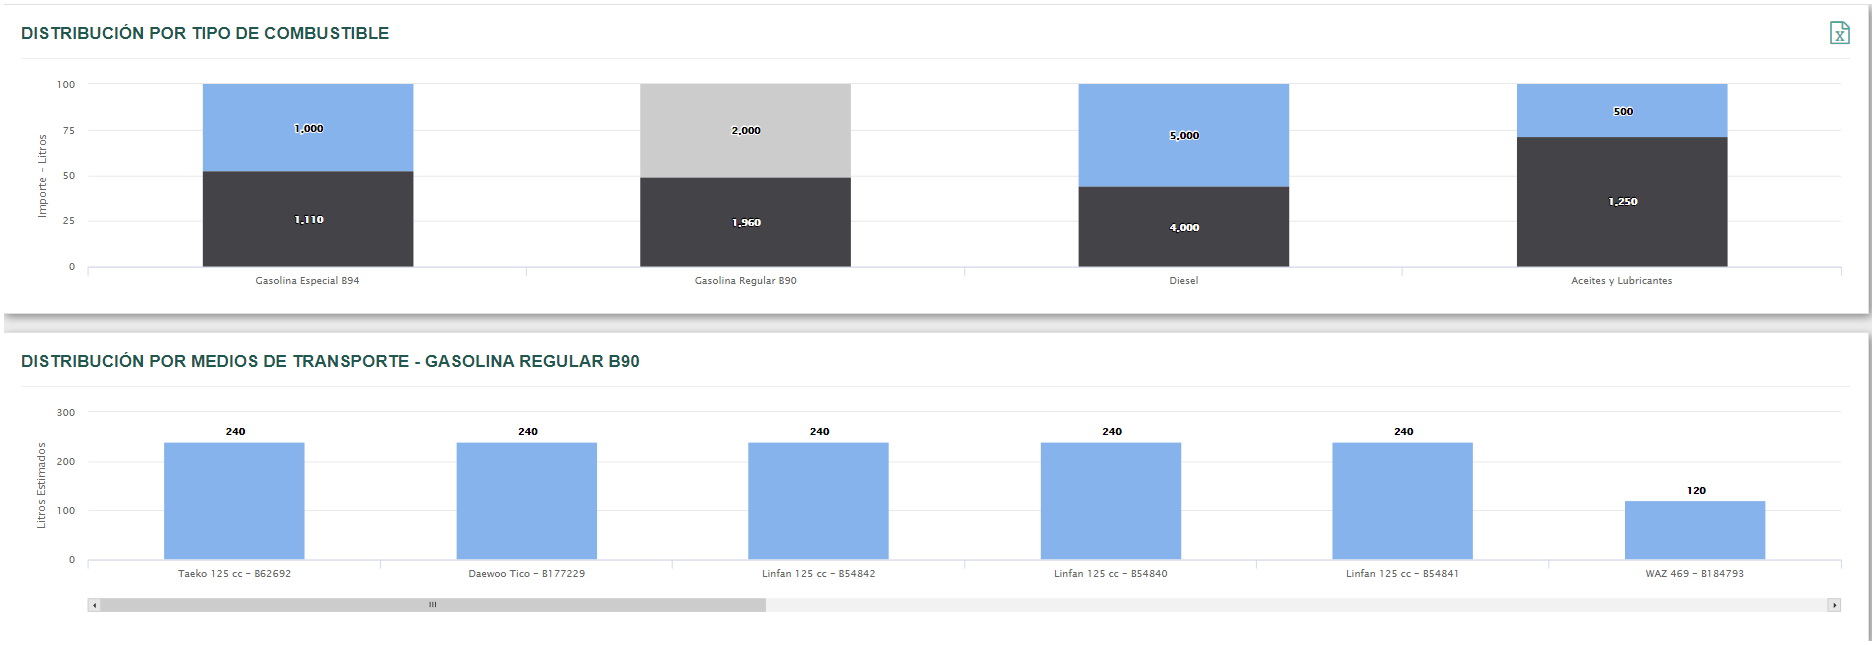 DISTRIBUCIÓN POR TIPO DE COMBUSTIBLE
Importe - Litros
100
75
50
25
0
1,000
2,000
5,000
500
1,110
1,960
4,000
1,250
Gasolina Especial B94
Gasolina Regular B90
Diesel
Aceites y Lubricantes
DISTRIBUCIÓN POR MEDIOS DE TRANSPORTE - GASOLINA REGULAR B90
Litros Estimados
300
200
100
0
240
240
240
240
240
120
Taeko 125 cc - B62692
Daewoo Tico - B177229
Linfan 125 cc - B54842
Linfan 125 cc - B54840
Linfan 125 cc - B54841
WAZ 469 - B184793